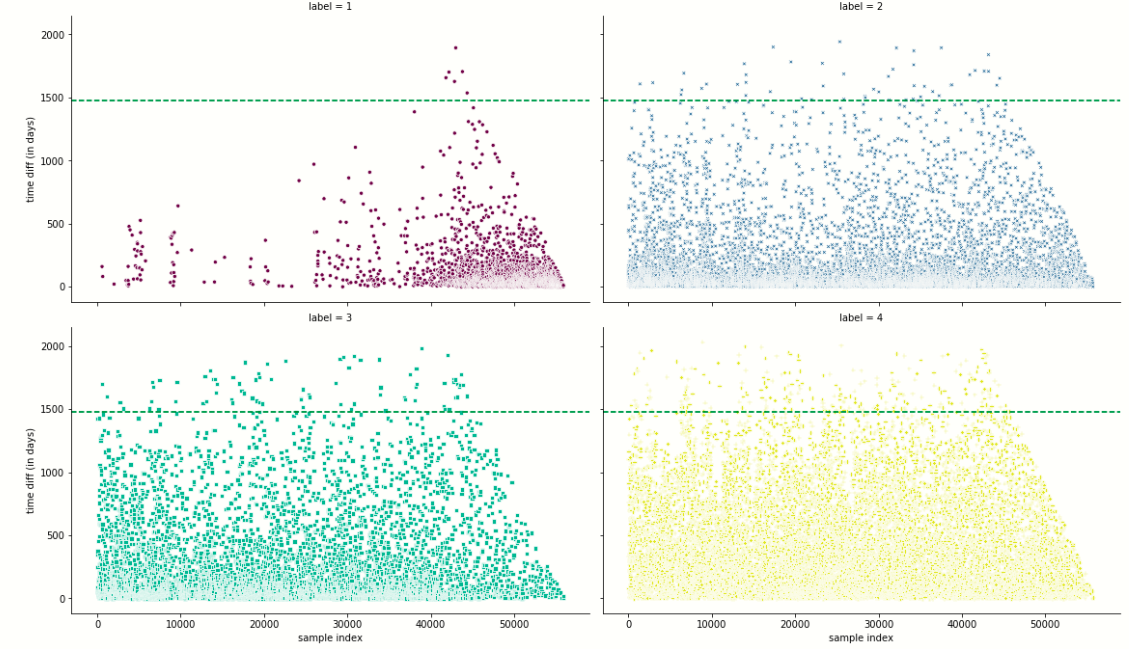 label = 1
label = 2
2000
1500
1000
500
0
time diff (in days)
label = 3
label = 4
2000
1500
1000
500
0
time diff (in days)
0 10000 20000 30000 40000 50000
0 10000 20000 30000 40000 50000
sample index
sample index